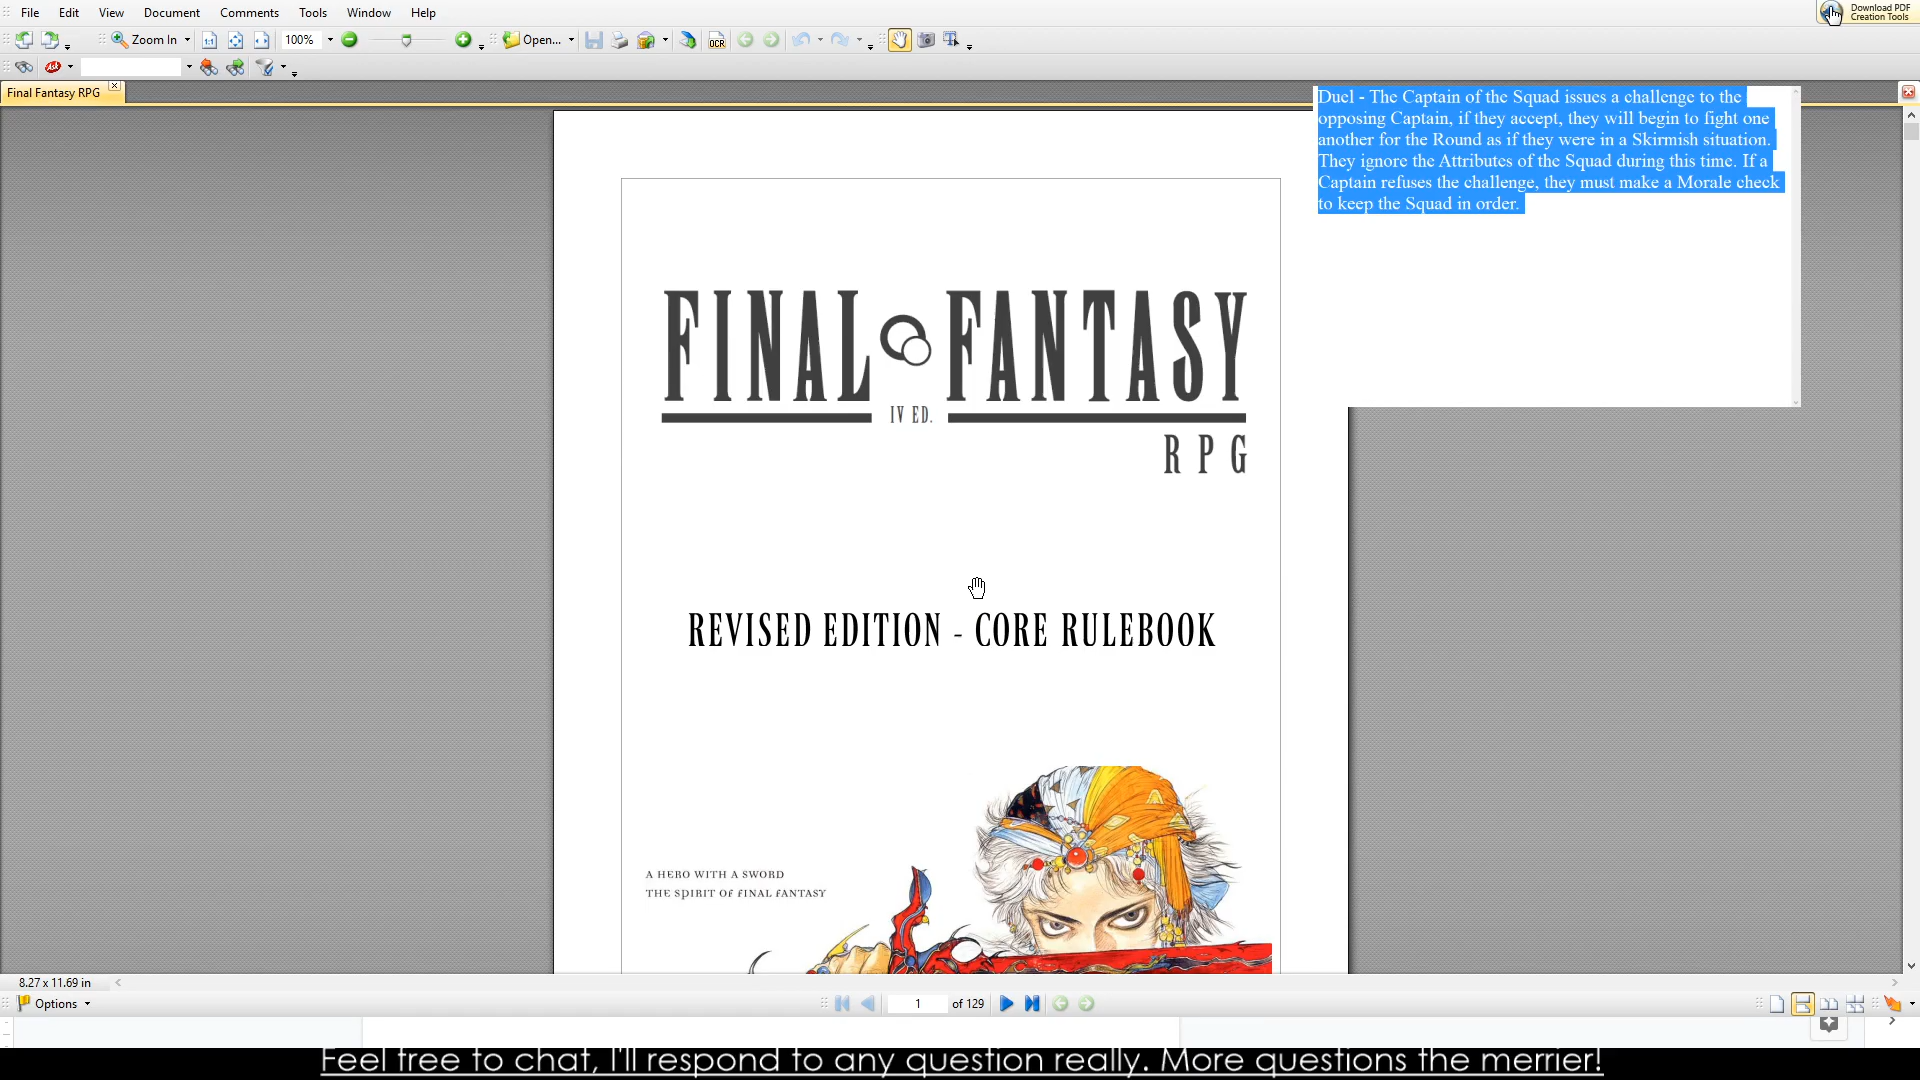 File Edit View Document Comments Tools Window Help
Download PDF
Creation Tools
Zoom In 100% Open... OCR
Ask
Final Fantasy RPG
Duel - The Captain of the Squad issues a challenge to the
opposing Captain, if they accept, they will begin to fight one
another for the Round as if they were in a Skirmish situation.
They ignore the Attributes of the Squad during this time. If a
Captain refuses the challenge, they must make a Morale check
to keep the Squad in order.
FINAL FANTASY
IV ED.
RPG
REVISED EDITION - CORE RULEBOOK
A HERO WITH A SWORD
THE SPIRIT OF FINAL FANTASY
8.27 x 11.69 in
Options 1 of 129
Feel free to chat, I'll respond to any question really. More questions the merrier!